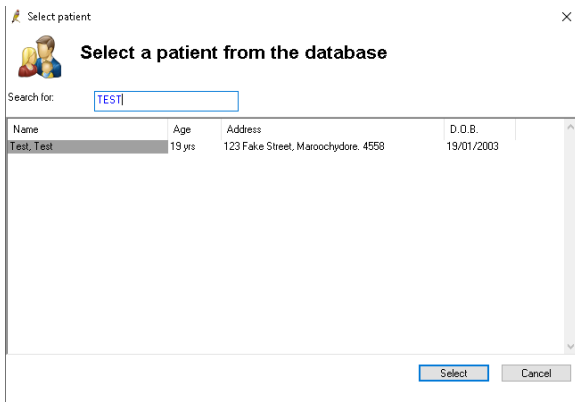 Select patient
Select a patient from the database
Search for: TEST
Name Age Address D.O.B.
Test, Test 19 yrs 123 Fake Street, Maroochydore. 4558 19/01/2003
Select Cancel